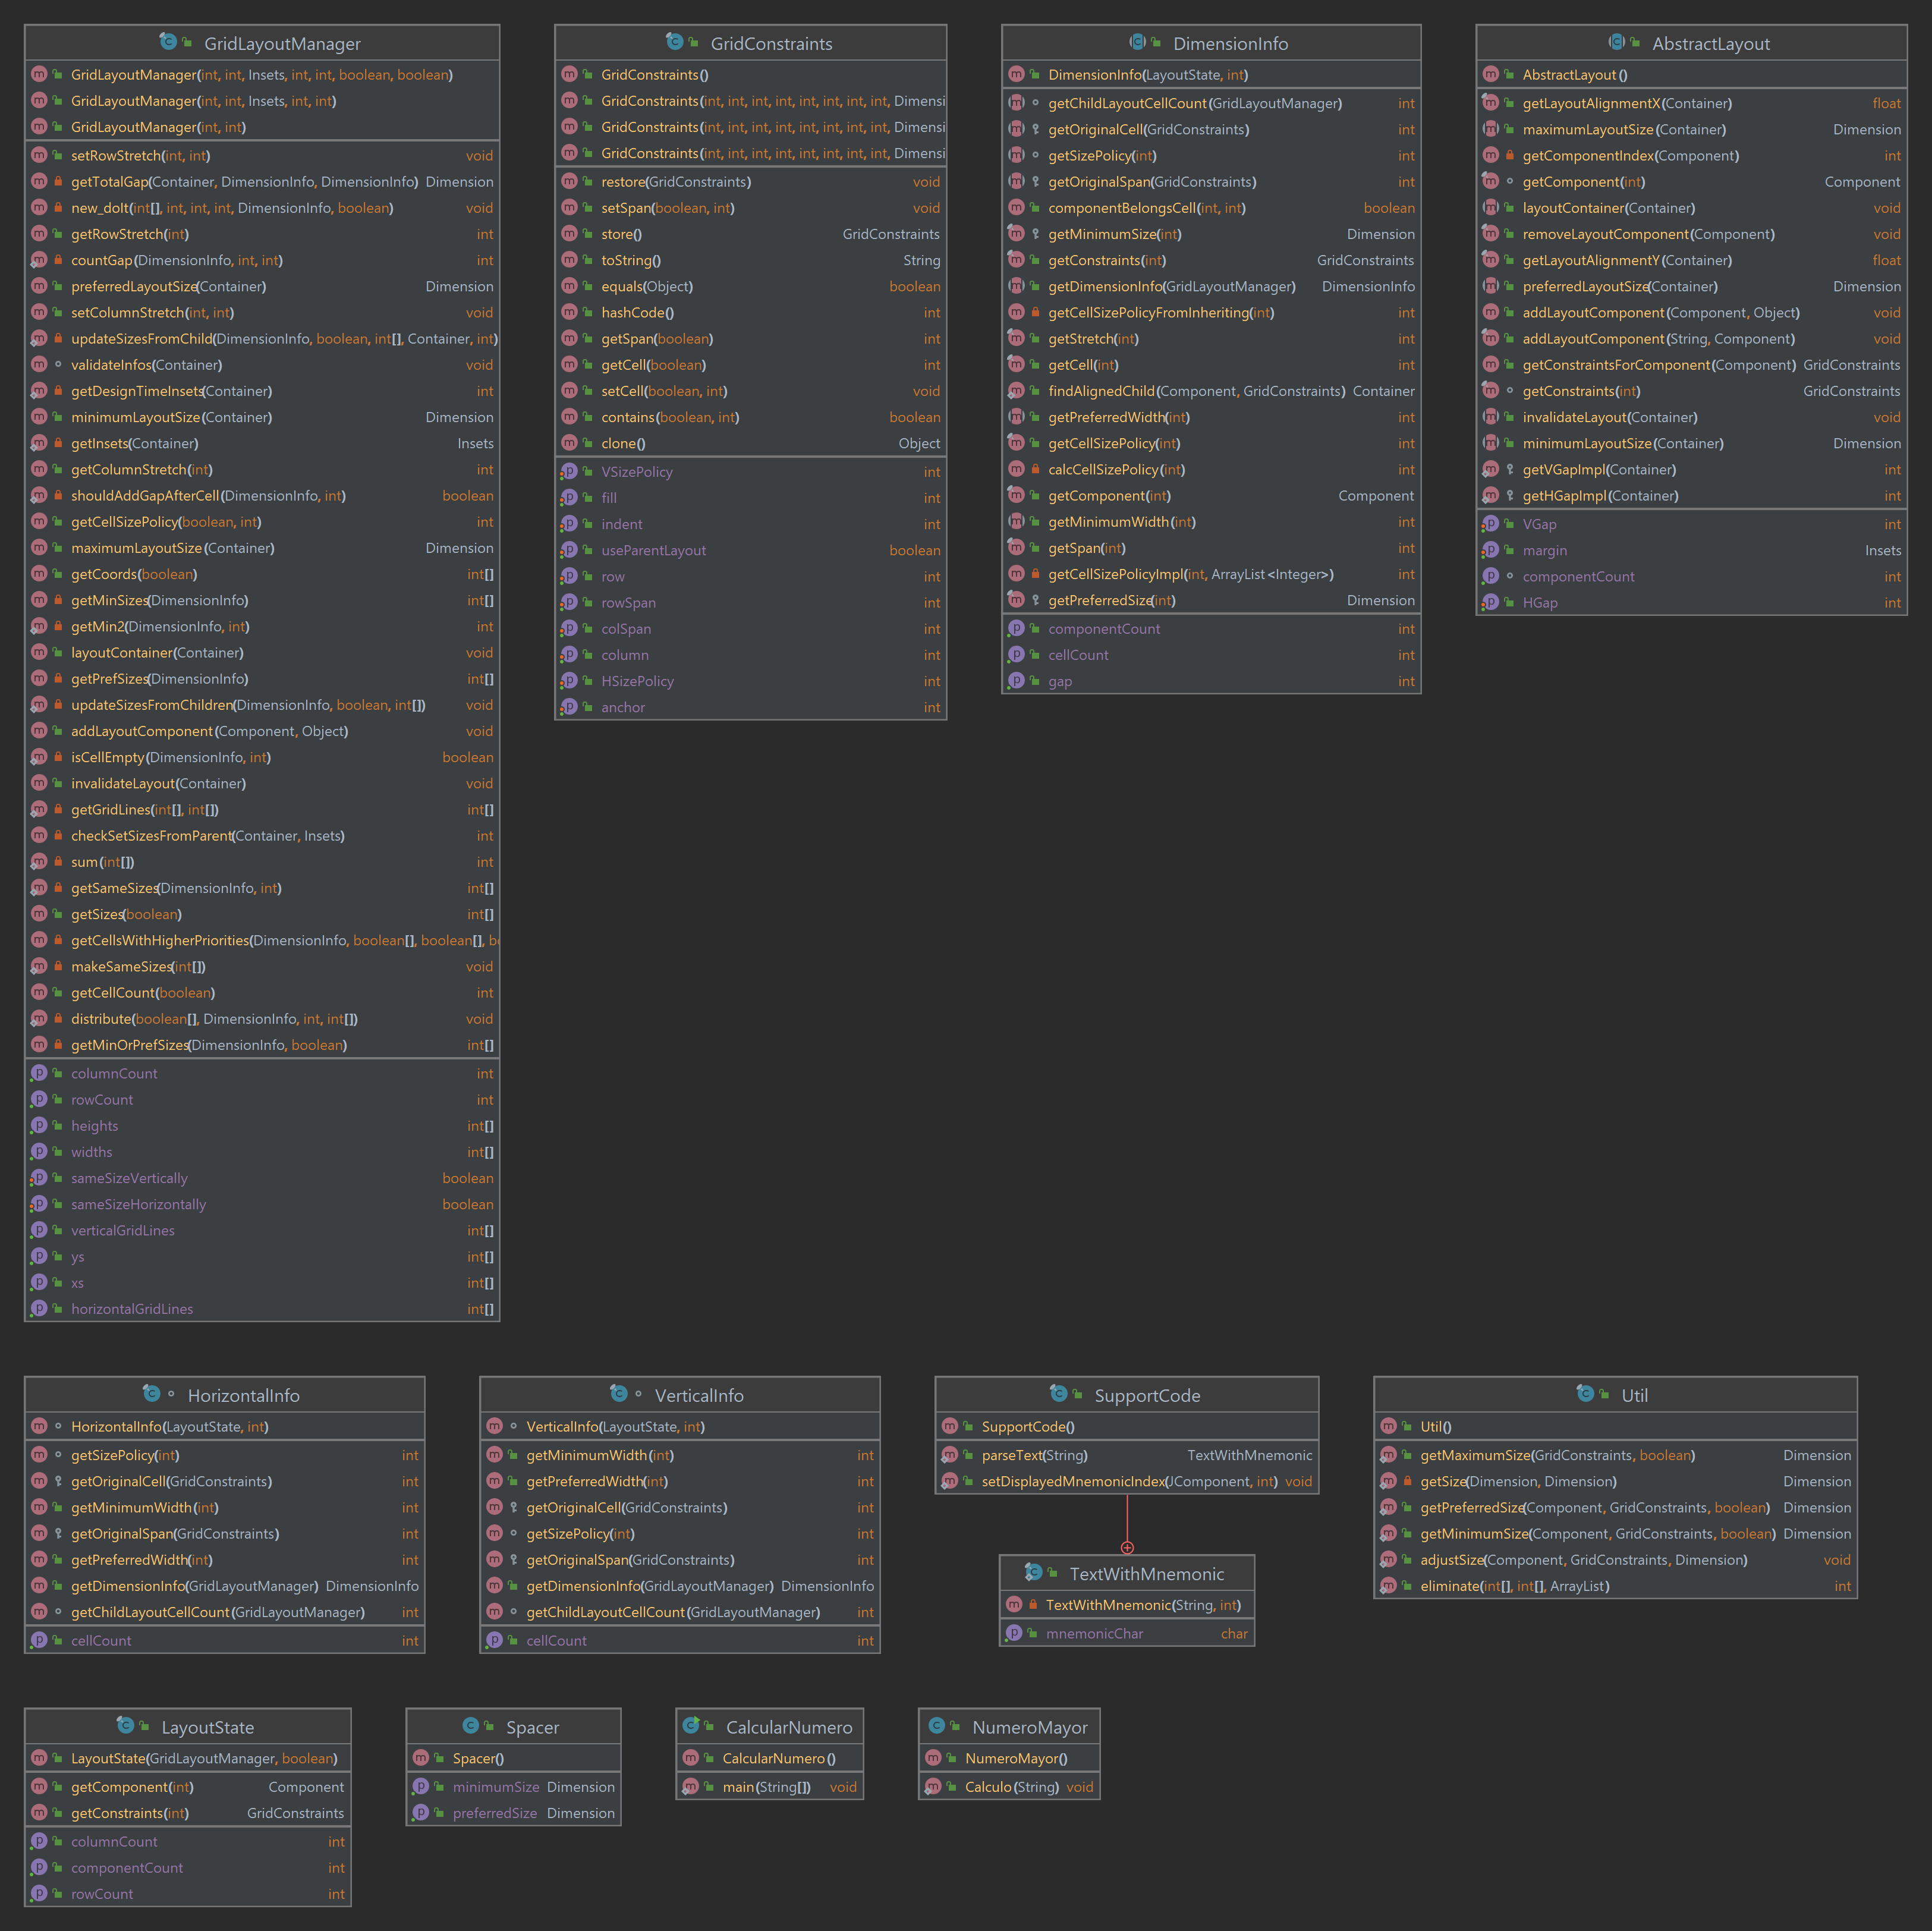 GridLayoutManager
GridLayoutManager(int, int, Insets, int, int, boolean, boolean)
GridLayoutManager(int, int, Insets, int, int)
GridLayoutManager(int, int)
setRowStretch(int, int) void
getTotalGap(Container, DimensionInfo, DimensionInfo) Dimension
new_doIt(int[], int, int, int, DimensionInfo, boolean) void
getRowStretch(int) int
countGap(DimensionInfo, int, int) int
preferredLayoutSize(Container) Dimension
setColumnStretch(int, int) void
updateSizesFromChild(DimensionInfo, boolean, int[], Container, int)
validateInfos(Container) void
getDesignTimeInsets(Container) int
minimumLayoutSize(Container) Dimension
getInsets(Container) Insets
getColumnStretch(int) int
shouldAddGapAfterCell(DimensionInfo, int) boolean
getCellSizePolicy(boolean, int) int
maximumLayoutSize(Container) Dimension
getCoords(boolean) int[]
getMinSizes(DimensionInfo) int[]
getMin2(DimensionInfo, int) int
layoutContainer(Container) void
getPrefSizes(DimensionInfo) int[]
updateSizesFromChildren(DimensionInfo, boolean, int[]) void
addLayoutComponent(Component, Object) void
isCellEmpty(DimensionInfo, int) boolean
invalidateLayout(Container) void
getGridLines(int[], int[]) int[]
checkSetSizesFromParent(Container, Insets) int
sum(int[]) int
getSameSizes(DimensionInfo, int) int[]
getSizes(boolean) int[]
getCellsWithHigherPriorities(DimensionInfo, boolean[], boolean[], b
makeSameSizes(int[]) void
getCellCount(boolean) int
distribute(boolean[], DimensionInfo, int, int[]) void
getMinOrPrefSizes(DimensionInfo, boolean) int[]
columnCount int
rowCount int
heights int[]
widths int[]
sameSizeVertically boolean
sameSizeHorizontally boolean
verticalGridLines int[]
ys int[]
xs int[]
horizontalGridLines int[]
GridConstraints
GridConstraints()
GridConstraints(int, int, int, int, int, int, int, int, Dimensi
GridConstraints(int, int, int, int, int, int, int, int, Dimensi
GridConstraints(int, int, int, int, int, int, int, int, Dimensi
restore(GridConstraints) void
setSpan(boolean, int) void
store() GridConstraints
toString() String
equals(Object) boolean
hashCode() int
getSpan(boolean) int
getCell(boolean) int
setCell(boolean, int) void
contains(boolean, int) boolean
clone() Object
VSizePolicy int
fill int
indent int
useParentLayout boolean
row int
rowSpan int
colSpan int
column int
HSizePolicy int
anchor int
DimensionInfo
DimensionInfo(LayoutState, int)
getChildLayoutCellCount(GridLayoutManager) int
getOriginalCell(GridConstraints) int
getSizePolicy(int) int
getOriginalSpan(GridConstraints) int
componentBelongsCell(int, int) boolean
getMinimumSize(int) Dimension
getConstraints(int) GridConstraints
getDimensionInfo(GridLayoutManager) DimensionInfo
getCellSizePolicyFromInheriting(int) int
getStretch(int) int
getCell(int) int
findAlignedChild(Component, GridConstraints) Container
getPreferredWidth(int) int
getCellSizePolicy(int) int
calcCellSizePolicy(int) int
getComponent(int) Component
getMinimumWidth(int) int
getSpan(int) int
getCellSizePolicyImpl(int, ArrayList<Integer>) int
getPreferredSize(int) Dimension
componentCount int
cellCount int
gap int
AbstractLayout
AbstractLayout()
getLayoutAlignmentX(Container) float
maximumLayoutSize(Container) Dimension
getComponentIndex(Component) int
getComponent(int) Component
layoutContainer(Container) void
removeLayoutComponent(Component) void
getLayoutAlignmentY(Container) float
preferredLayoutSize(Container) Dimension
addLayoutComponent(Component, Object) void
addLayoutComponent(String, Component) void
getConstraintsForComponent(Component) GridConstraints
getConstraints(int) GridConstraints
invalidateLayout(Container) void
minimumLayoutSize(Container) Dimension
getVGapImpl(Container) int
getHGapImpl(Container) int
VGap int
margin Insets
componentCount int
HGap int
HorizontalInfo
HorizontalInfo(LayoutState, int)
getSizePolicy(int) int
getOriginalCell(GridConstraints) int
getMinimumWidth(int) int
getOriginalSpan(GridConstraints) int
getPreferredWidth(int) int
getDimensionInfo(GridLayoutManager) DimensionInfo
getChildLayoutCellCount(GridLayoutManager) int
cellCount int
VerticalInfo
VerticalInfo(LayoutState, int)
getMinimumWidth(int) int
getPreferredWidth(int) int
getOriginalCell(GridConstraints) int
getSizePolicy(int) int
getOriginalSpan(GridConstraints) int
getDimensionInfo(GridLayoutManager) DimensionInfo
getChildLayoutCellCount(GridLayoutManager) int
cellCount int
SupportCode
SupportCode()
parseText(String) TextWithMnemonic
setDisplayedMnemonicIndex(JComponent, int) void
TextWithMnemonic
TextWithMnemonic(String, int)
mnemonicChar char
Util
Util()
getMaximumSize(GridConstraints, boolean) Dimension
getSize(Dimension, Dimension) Dimension
getPreferredSize(Component, GridConstraints, boolean) Dimension
getMinimumSize(Component, GridConstraints, boolean) Dimension
adjustSize(Component, GridConstraints, Dimension) void
eliminate(int[], int[], ArrayList) int
LayoutState
LayoutState(GridLayoutManager, boolean)
getComponent(int) Component
getConstraints(int) GridConstraints
columnCount int
componentCount int
rowCount int
Spacer
Spacer()
minimumSize Dimension
preferredSize Dimension
CalcularNumero
CalcularNumero()
main(String[]) void
NumeroMayor
NumeroMayor()
Calculo(String) void